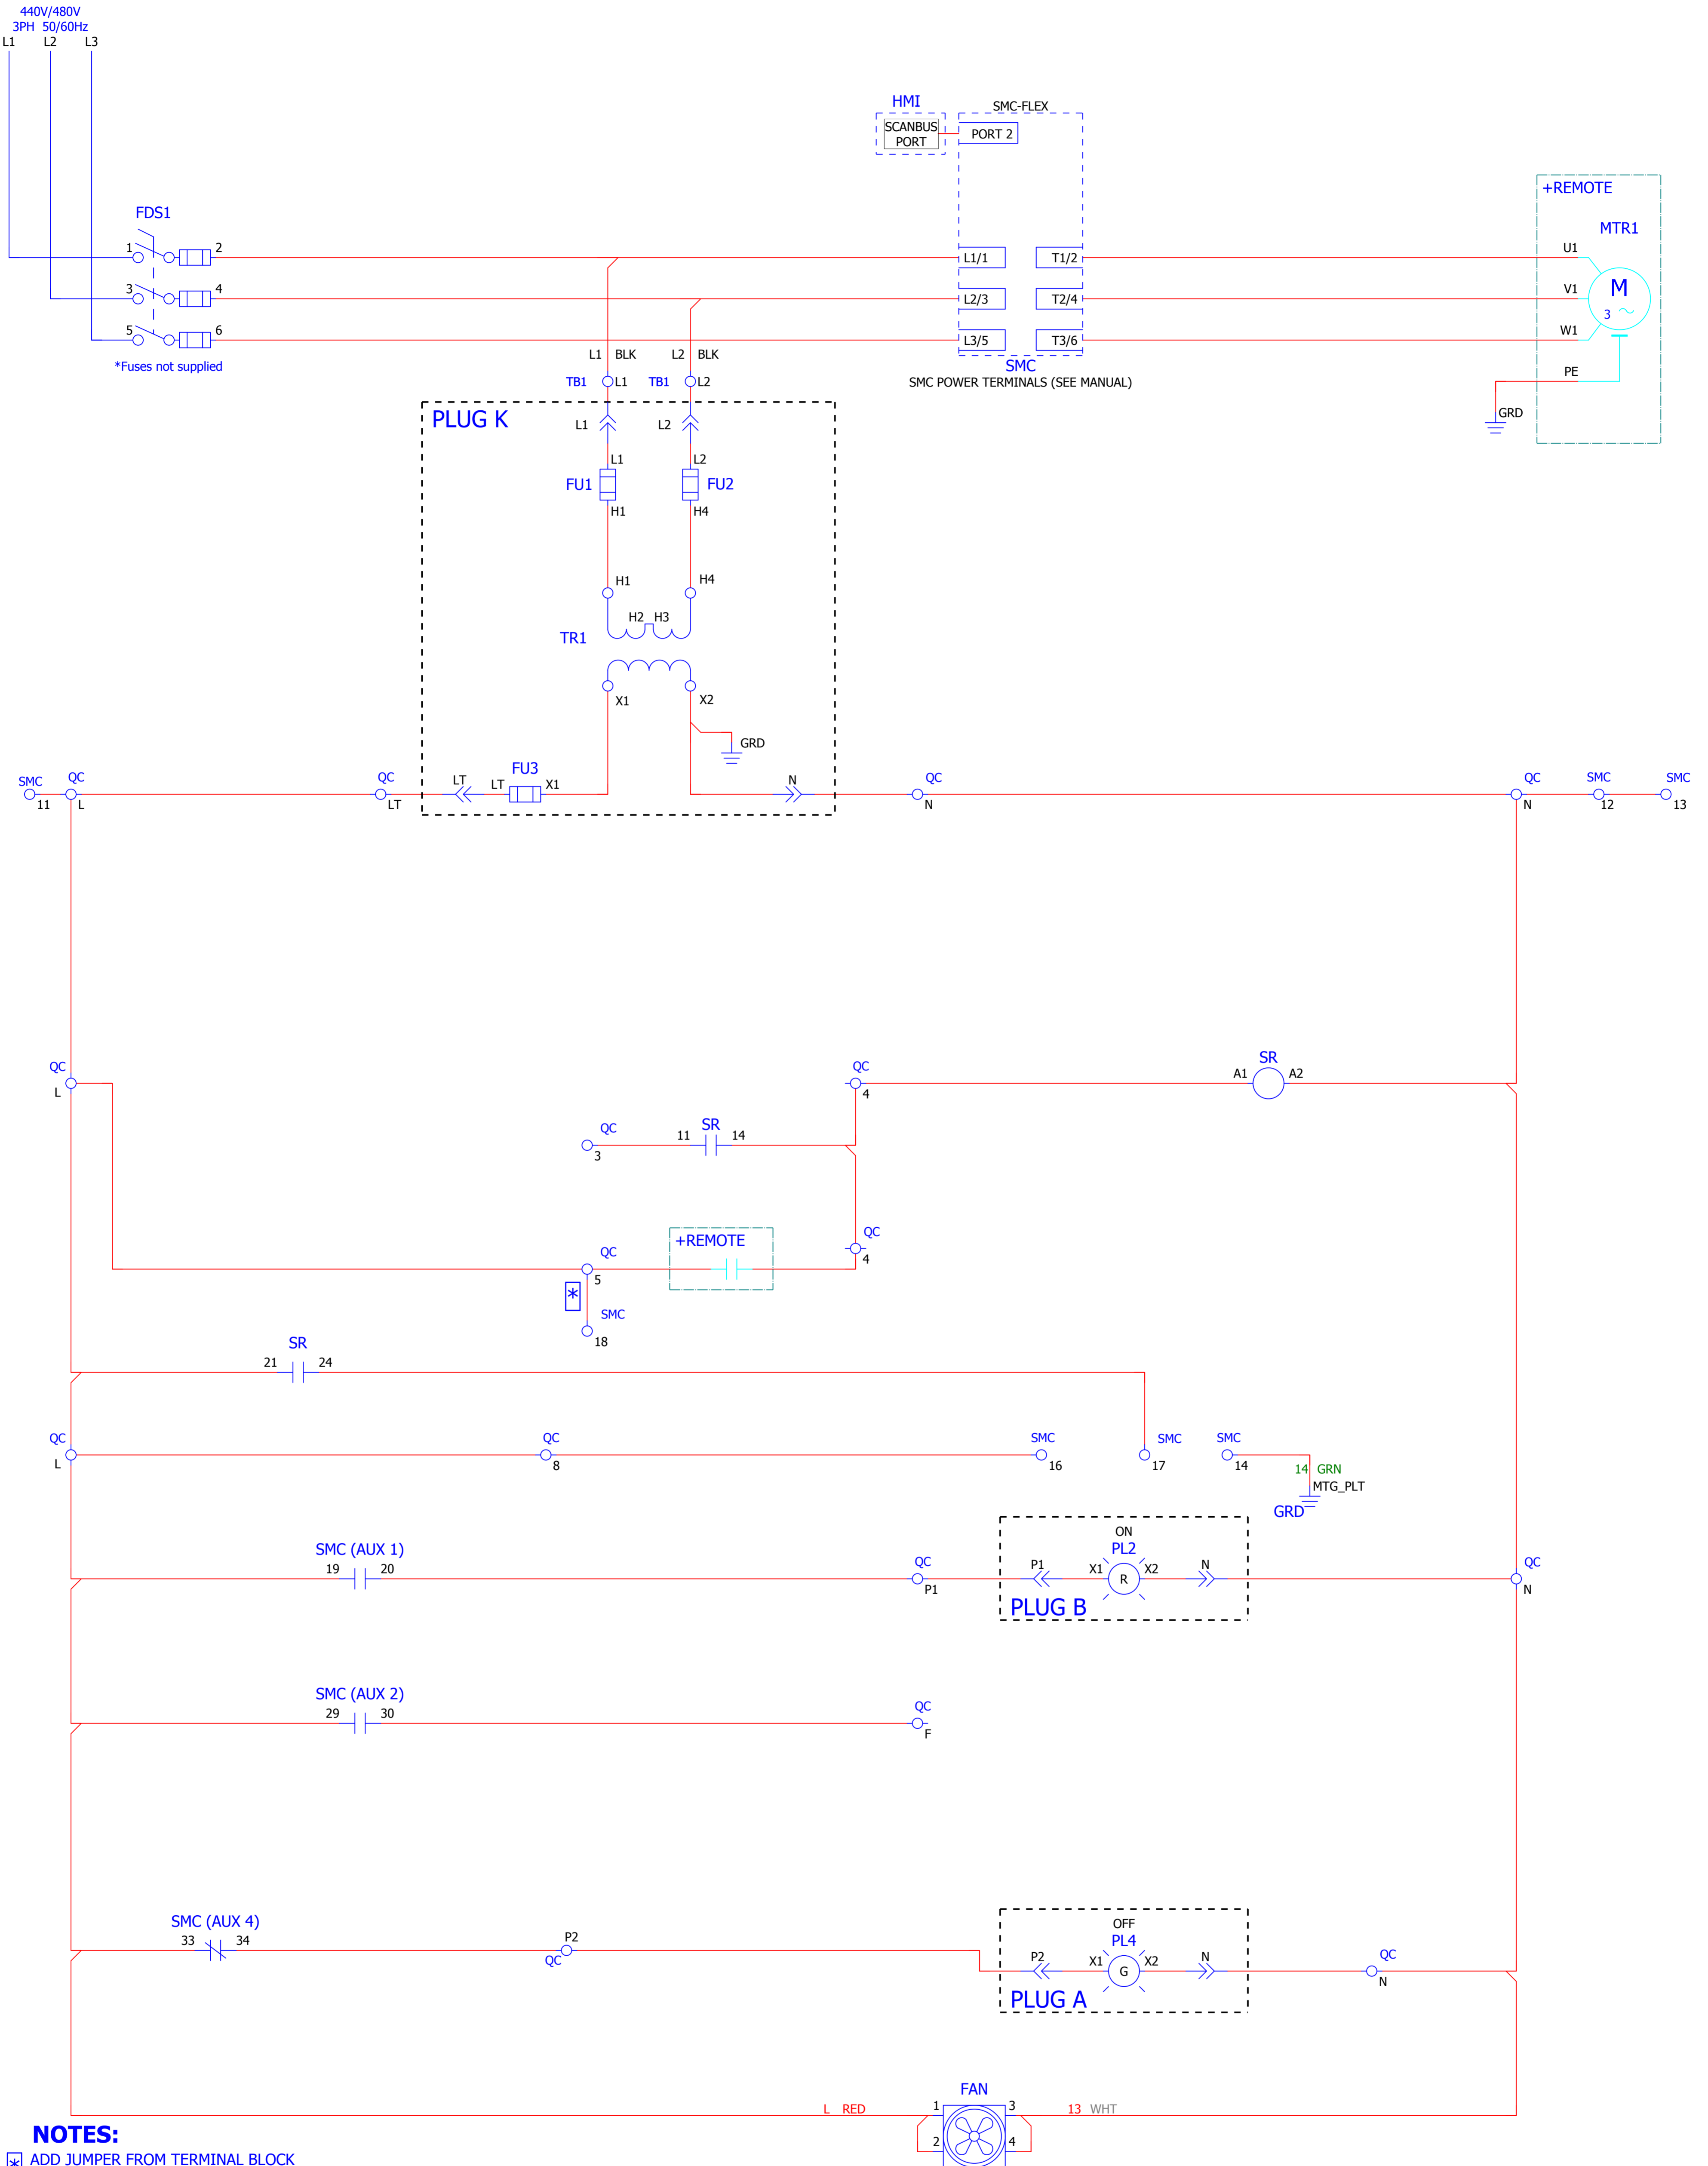 440V/480V
3PH 50/60Hz
L1 L2 L3
HMI
SMC-FLEX
SCANBUS
PORT
PORT 2
+REMOTE
FDS1
MTR1
1 2
L1/1 T1/2
U1
3 4
L2/3 T2/4
V1
M
3
5 6
L3/5 T3/6
W1
*Fuses not supplied
L1 BLK L2 BLK
SMC
SMC POWER TERMINALS (SEE MANUAL)
PE
GRD
TB1 L1 TB1 L2
PLUG K
L1 L2
L1 L2
FU1 FU2
H1 H4
H1 H4
H2 H3
TR1
X1 X2
GRD
SMC QC QC
LT LT FU3 X1
N
QC
QC SMC SMC
11 L LT
N
N 12 13
QC
L
QC
4
SR
A1 A2
QC
3
SR
11 14
+REMOTE
QC
4
QC
5
*
SMC
18
SR
21 24
QC
L
QC
8
SMC
16
SMC
17
SMC
14
14 GRN
MTG_PLT
GRD
SMC (AUX 1)
19 20
QC
P1
ON
PL2
P1 X1 R X2 N
PLUG B
QC
N
SMC (AUX 2)
29 30
QC
F
SMC (AUX 4)
33 34
P2
QC
OFF
PL4
P2 X1 G X2 N
PLUG A
QC
N
FAN
L RED 1 3 13 WHT
2 4
NOTES:
* ADD JUMPER FROM TERMINAL BLOCK